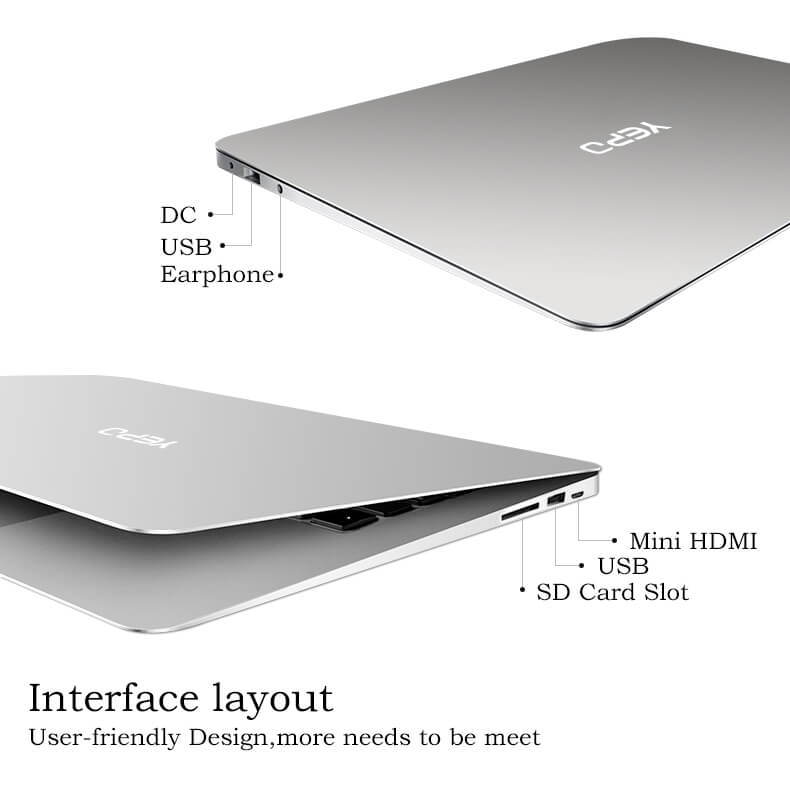 YEPO
DC
USB
Earphone
YEPO
Mini HDMI
USB
SD Card Slot
Interface layout
User-friendly Design,more needs to be meet